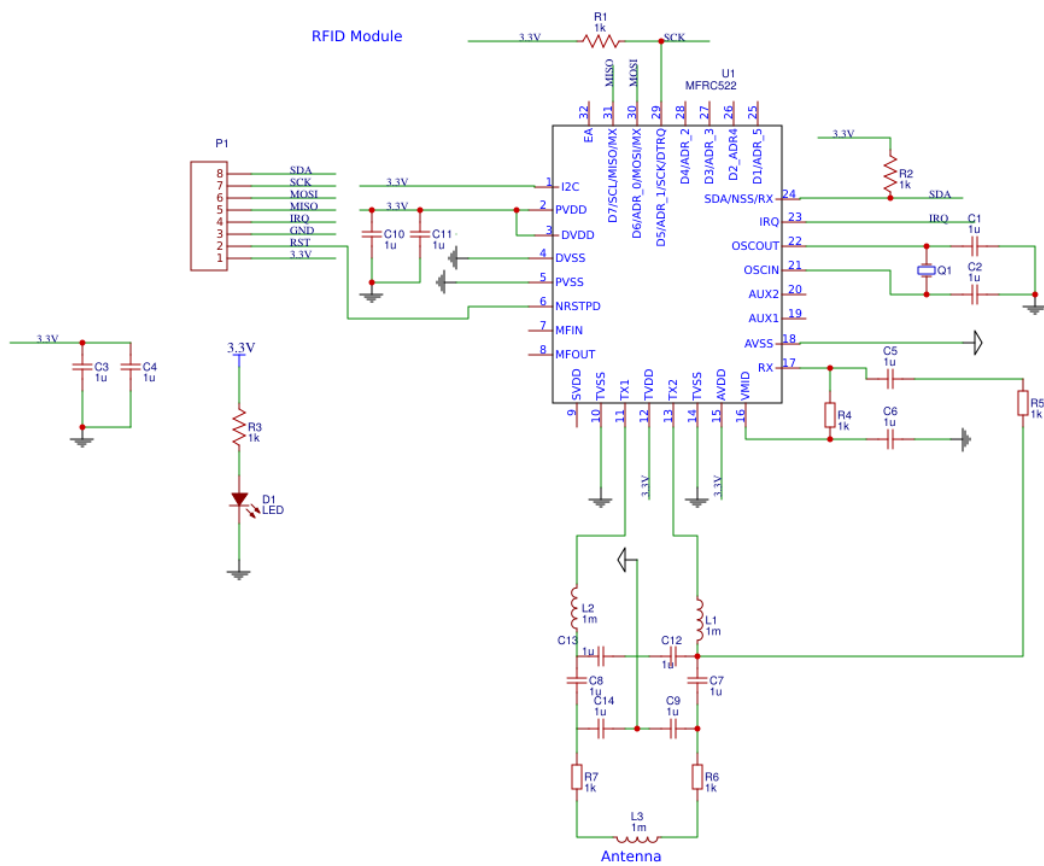 RFID Module
R1
1k
3.3V
SCK
MISO
MOSI
U1
MFRC522
32
31
30
29
28
27
26
25
EA
D7/SCL/MISO/MX
D6/ADR_0/MOSI/MX
D5/ADR_1/SCK/DTRQ
D4/ADR_2
D3/ADR_3
D2_ADR4
D1/ADR_5
P1
8 SDA
7 SCK
6 MOSI
5 MISO
4 IRQ
3 GND
2 RST
1 3.3V
3.3V
3.3V
C10
1u
C11
1u
1 I2C
2 PVDD
3 DVDD
4 DVSS
5 PVSS
6 NRSTPD
7 MFIN
8 MFOUT
3.3V
R2
1k
SDA/NSS/RX 24 SDA
IRQ 23 IRQ
OSCOUT 22
OSCIN 21
AUX2 20
AUX1 19
AVSS 18
RX 17
C1
1u
C2
1u
Q1
SVDD
TVSS
TX1
TVDD
TX2
TVSS
AVDD
VMID
9
10
11
12
13
14
15
16
3.3V
3.3V
C5
1u
R5
1k
R4
1k
C6
1u
3.3V
C3
1u
C4
1u
3.3V
R3
1k
D1
LED
L2
1m
L1
1m
C13
1u
C12
1u
C8
1u
C7
1u
C14
1u
C9
1u
R7
1k
R6
1k
L3
1m
Antenna